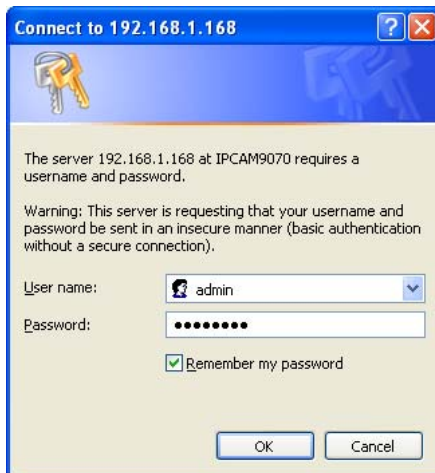 Connect to 192.168.1.168
The server 192.168.1.168 at IPCAM9070 requires a
username and password.
Warning: This server is requesting that your username and
password be sent in an insecure manner (basic authentication
without a secure connection).
User name: admin
Password: ••••••••
Remember my password
OK Cancel